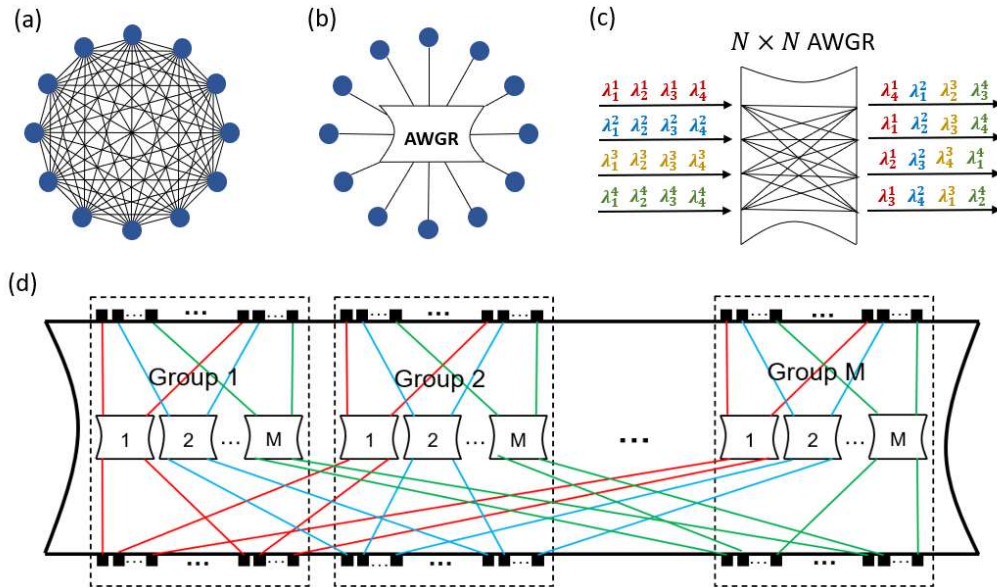 (a)
(b)
AWGR
(c)
N × N AWGR
λ₁¹ λ₂¹ λ₃¹ λ₄¹
λ₁² λ₂² λ₃² λ₄²
λ₁³ λ₂³ λ₃³ λ₄³
λ₁⁴ λ₂⁴ λ₃⁴ λ₄⁴
λ₄¹ λ₁² λ₂³ λ₃⁴
λ₁¹ λ₂² λ₃³ λ₄⁴
λ₂¹ λ₃² λ₄³ λ₁⁴
λ₃¹ λ₄² λ₁³ λ₂⁴
(d)
Group 1
Group 2
Group M
1 2 ... M
1 2 ... M
...
1 2 ... M